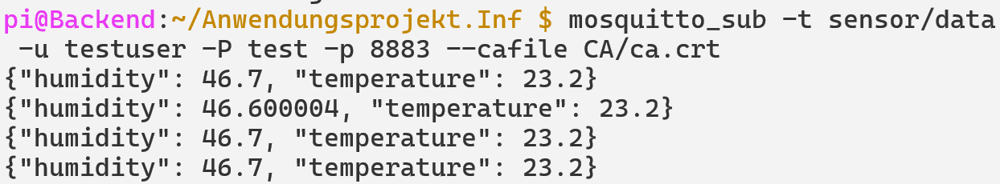 pi@Backend:~/Anwendungsprojekt.Inf $ mosquitto_sub -t sensor/data
-u testuser -P test -p 8883 --cafile CA/ca.crt
{"humidity": 46.7, "temperature": 23.2}
{"humidity": 46.600004, "temperature": 23.2}
{"humidity": 46.7, "temperature": 23.2}
{"humidity": 46.7, "temperature": 23.2}